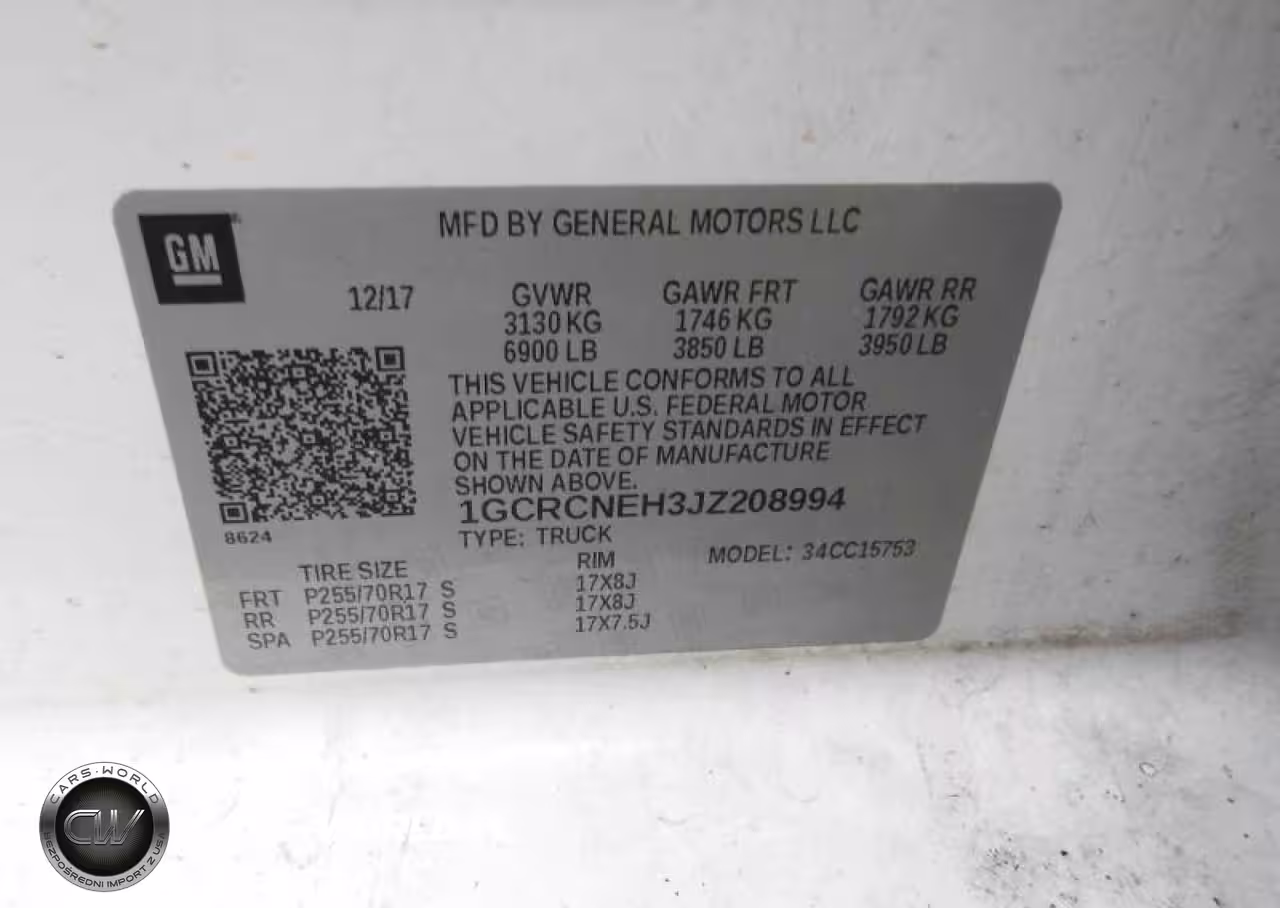 GM
MFD BY GENERAL MOTORS LLC
12/17
GVWR GAWR FRT GAWR RR
3130 KG 1746 KG 1792 KG
6900 LB 3850 LB 3950 LB
THIS VEHICLE CONFORMS TO ALL
APPLICABLE U.S. FEDERAL MOTOR
VEHICLE SAFETY STANDARDS IN EFFECT
ON THE DATE OF MANUFACTURE
SHOWN ABOVE.
1GCRCNEH3JZ208994
8624
TYPE: TRUCK MODEL: 34CC15753
TIRE SIZE RIM
FRT P255/70R17 S 17X8J
RR P255/70R17 S 17X8J
SPA P255/70R17 S 17X7.5J
CARS-WORLD
CW
BEZPOŚREDNI IMPORT Z USA